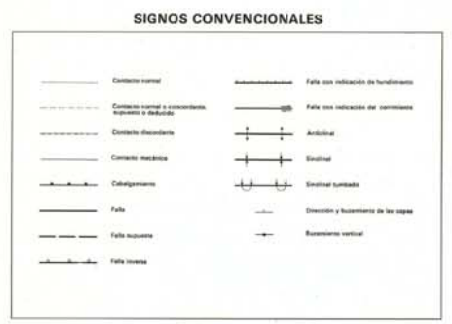 SIGNOS CONVENCIONALES
Contacto normal
Contacto normal o concordante
supuesto o deducido
Contacto discordante
Contacto mecánico
Cabalgamiento
Falla
Falla supuesta
Falla inversa
Falla con indicación de hundimiento
Falla con indicación del corrimiento
Anticlinal
Sinclinal
Sinclinal tumbado
Dirección y buzamiento de las capas
Buzamiento vertical